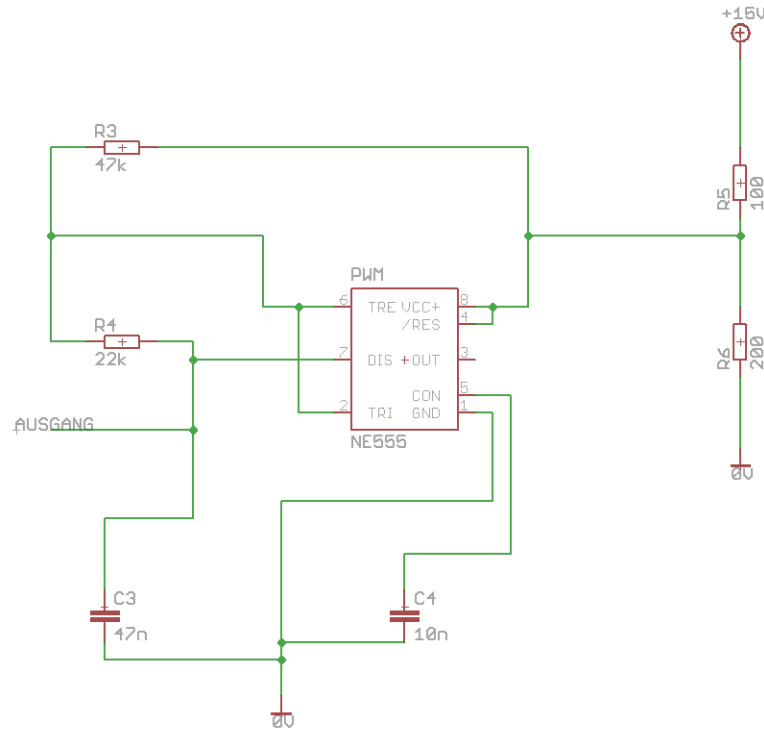 +15V
R3
47k
R5
100
PWM
6
TRE
VCC+
8
/RES
4
R4
22k
7
DIS
OUT
3
R6
200
CON
5
2
TRI
GND
1
AUSGANG
NE555
0V
C3
47n
C4
10n
0V